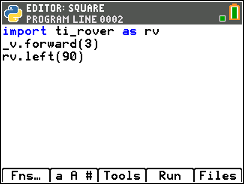 EDITOR: SQUARE
PROGRAM LINE 0002
import ti_rover as rv
_v.forward(3)
rv.left(90)
Fns… a A # Tools Run Files